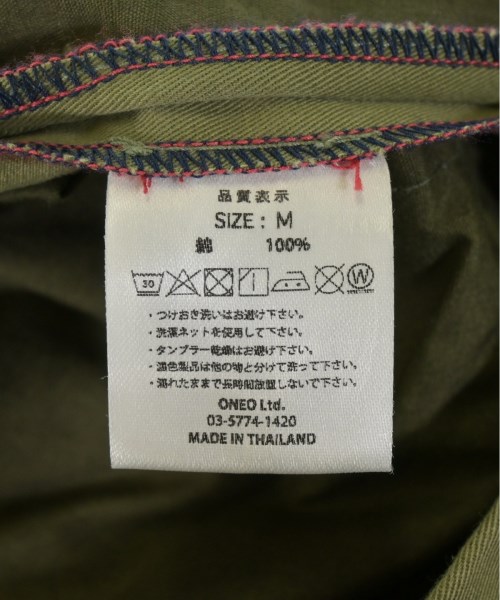 品質表示
SIZE : M
綿 100%
30 W
・つけおき洗いはお避け下さい。
・洗濯ネットを使用して下さい。
・タンブラー乾燥はお避け下さい。
・濃色製品は他の物と分けて洗って下さい。
・濡れたままで長時間放置しないで下さい。
ONEO Ltd.
03-5774-1420
MADE IN THAILAND